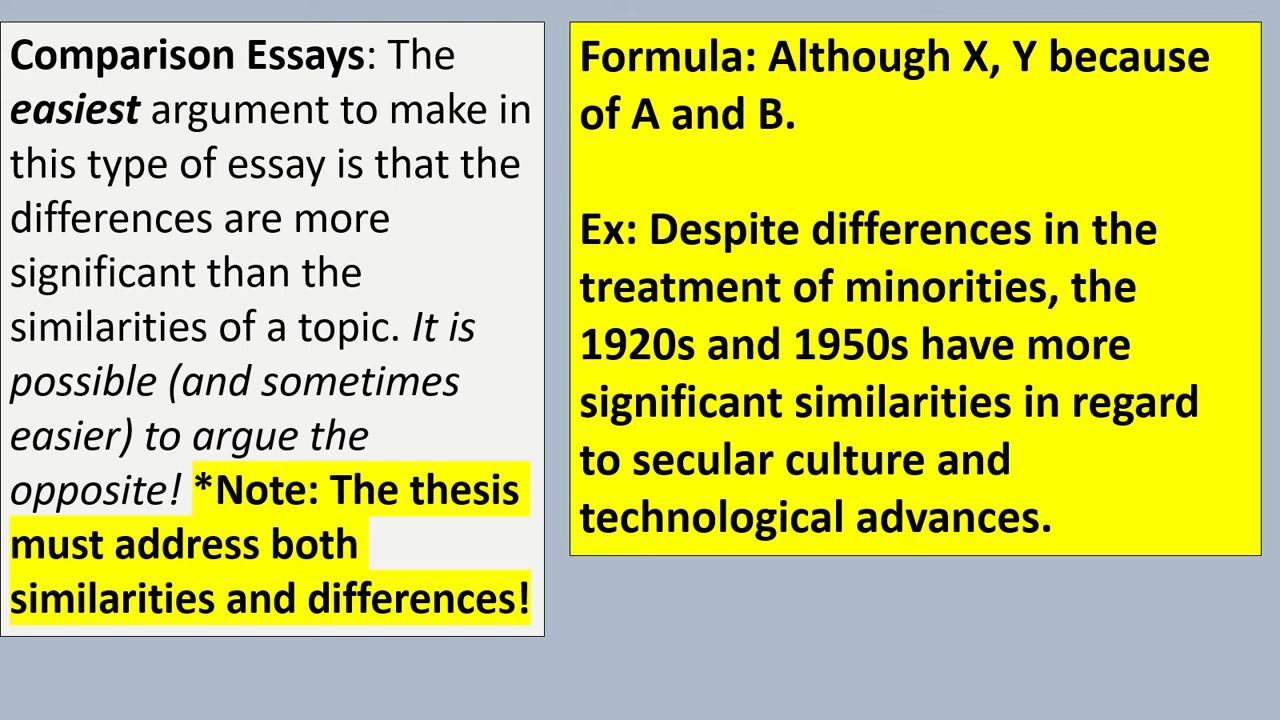 Comparison Essays: The
easiest argument to make in
this type of essay is that the
differences are more
significant than the
similarities of a topic. It is
possible (and sometimes
easier) to argue the
opposite! *Note: The thesis
must address both
similarities and differences!
Formula: Although X, Y because
of A and B.
Ex: Despite differences in the
treatment of minorities, the
1920s and 1950s have more
significant similarities in regard
to secular culture and
technological advances.